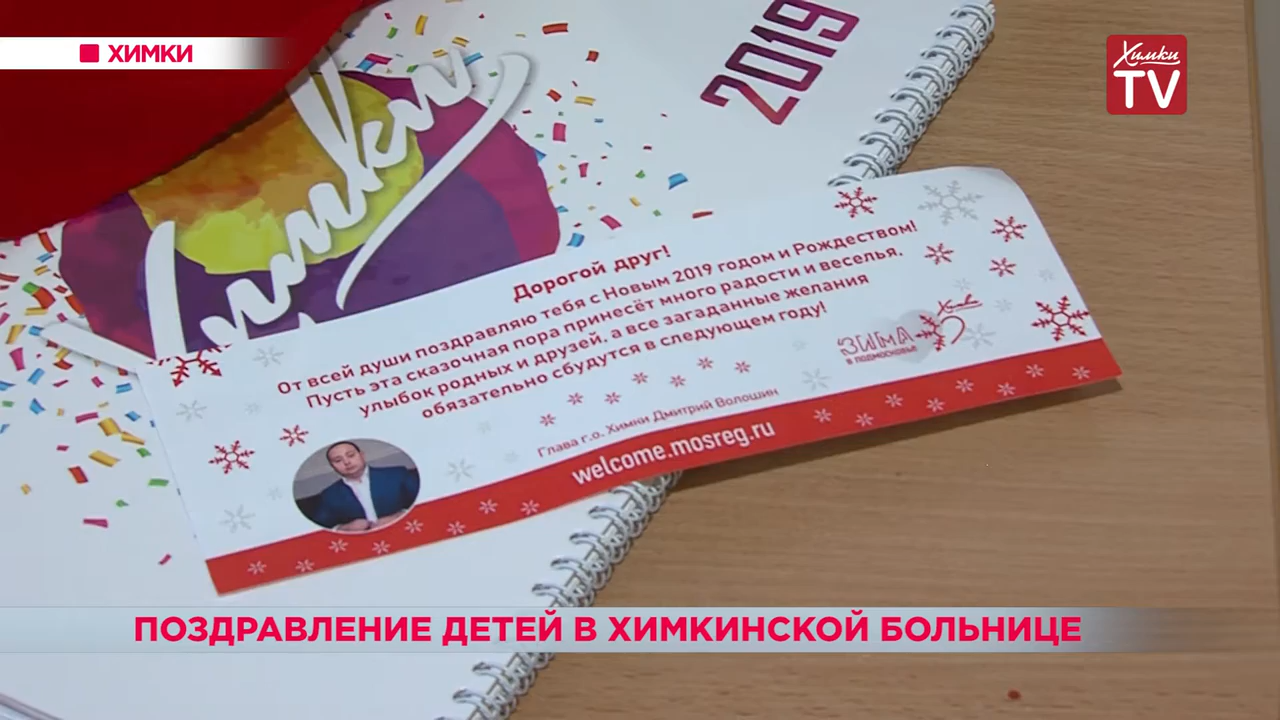 ХИМКИ
Химки
TV
Химки
2019
Дорогой друг!
От всей души поздравляю тебя с Новым 2019 годом и Рождеством!
Пусть эта сказочная пора принесёт много радости и веселья,
улыбок родных и друзей, а все загаданные желания
обязательно сбудутся в следующем году!
Химки
ЗИМА
в Подмосковье
Глава г.о. Химки Дмитрий Волошин
welcome.mosreg.ru
ПОЗДРАВЛЕНИЕ ДЕТЕЙ В ХИМКИНСКОЙ БОЛЬНИЦЕ